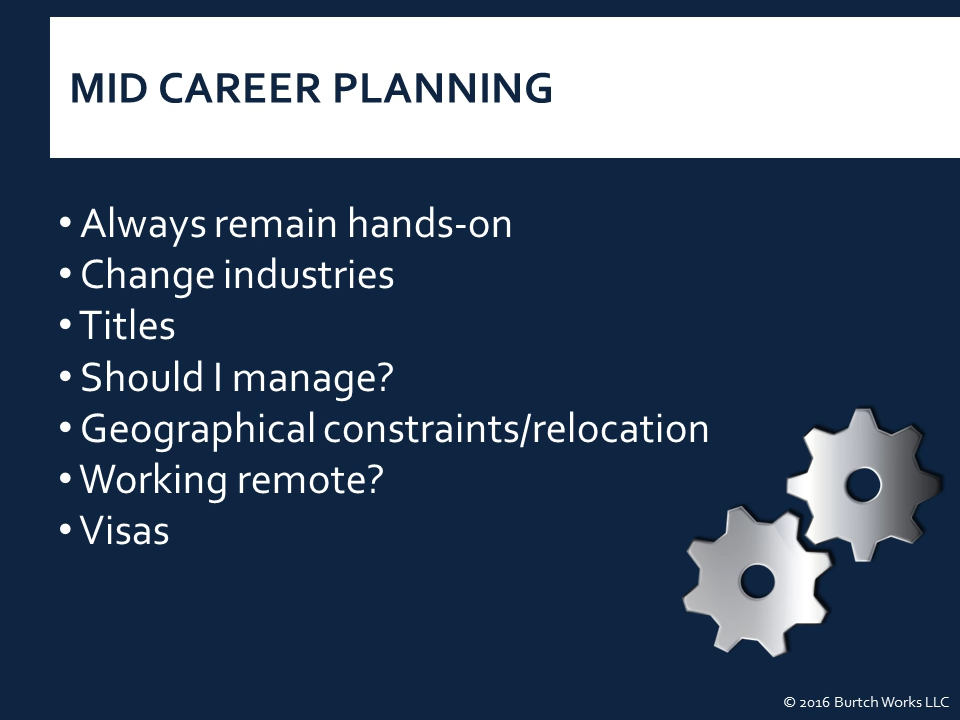 MID CAREER PLANNING
• Always remain hands-on
• Change industries
• Titles
• Should I manage?
• Geographical constraints/relocation
• Working remote?
• Visas
© 2016 Burtch Works LLC